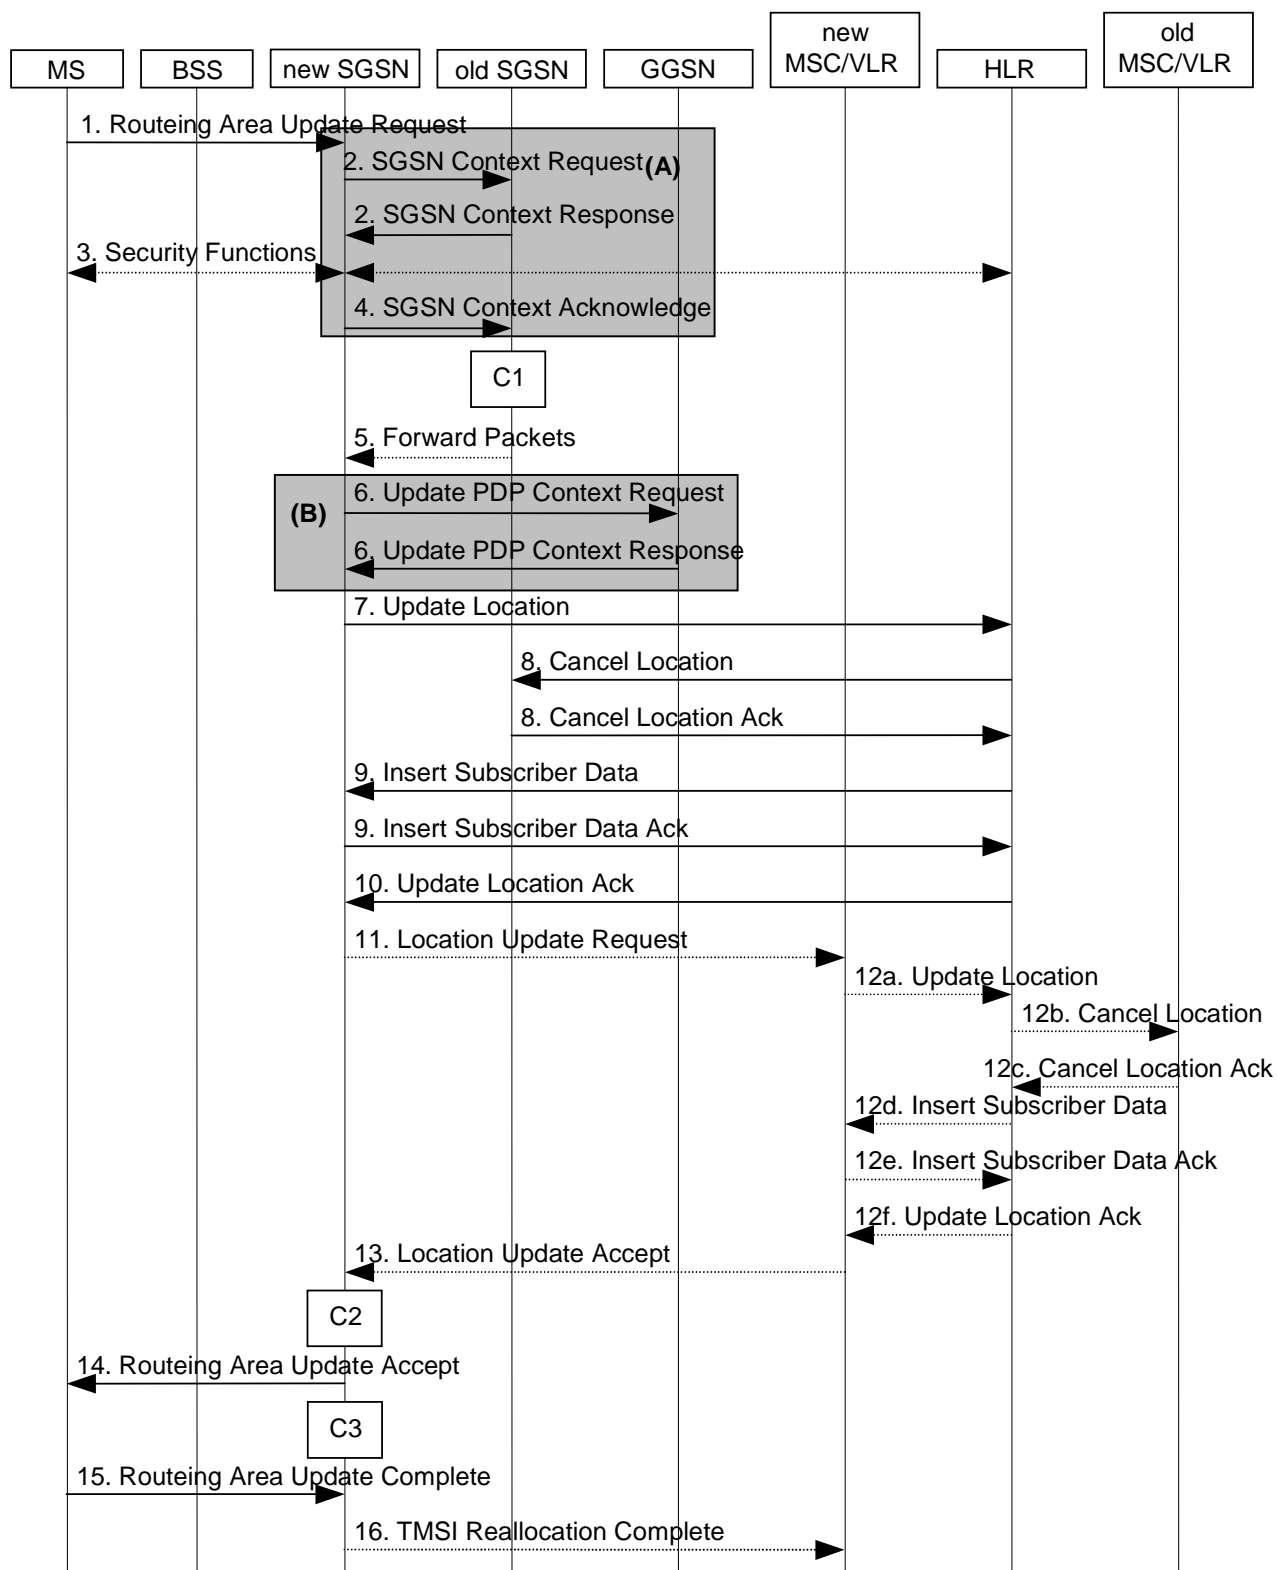 new
MSC/VLR
old
MSC/VLR
MS
BSS
new SGSN
old SGSN
GGSN
HLR
1. Routeing Area Update Request
2. SGSN Context Request
(A)
2. SGSN Context Response
3. Security Functions
4. SGSN Context Acknowledge
C1
5. Forward Packets
6. Update PDP Context Request
(B)
6. Update PDP Context Response
7. Update Location
8. Cancel Location
8. Cancel Location Ack
9. Insert Subscriber Data
9. Insert Subscriber Data Ack
10. Update Location Ack
11. Location Update Request
12a. Update Location
12b. Cancel Location
12c. Cancel Location Ack
12d. Insert Subscriber Data
12e. Insert Subscriber Data Ack
12f. Update Location Ack
13. Location Update Accept
C2
14. Routeing Area Update Accept
C3
15. Routeing Area Update Complete
16. TMSI Reallocation Complete